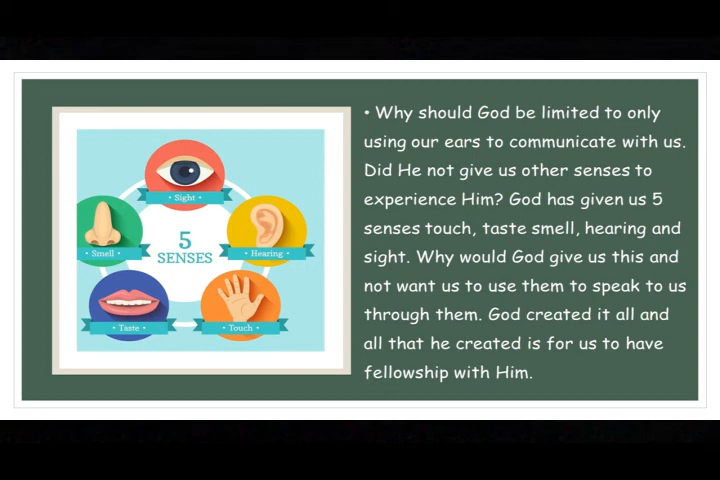 • Sight •
• Smell •
• Hearing •
5
SENSES
• Taste •
• Touch •
• Why should God be limited to only
using our ears to communicate with us.
Did He not give us other senses to
experience Him? God has given us 5
senses touch, taste smell, hearing and
sight. Why would God give us this and
not want us to use them to speak to us
through them. God created it all and
all that he created is for us to have
fellowship with Him.